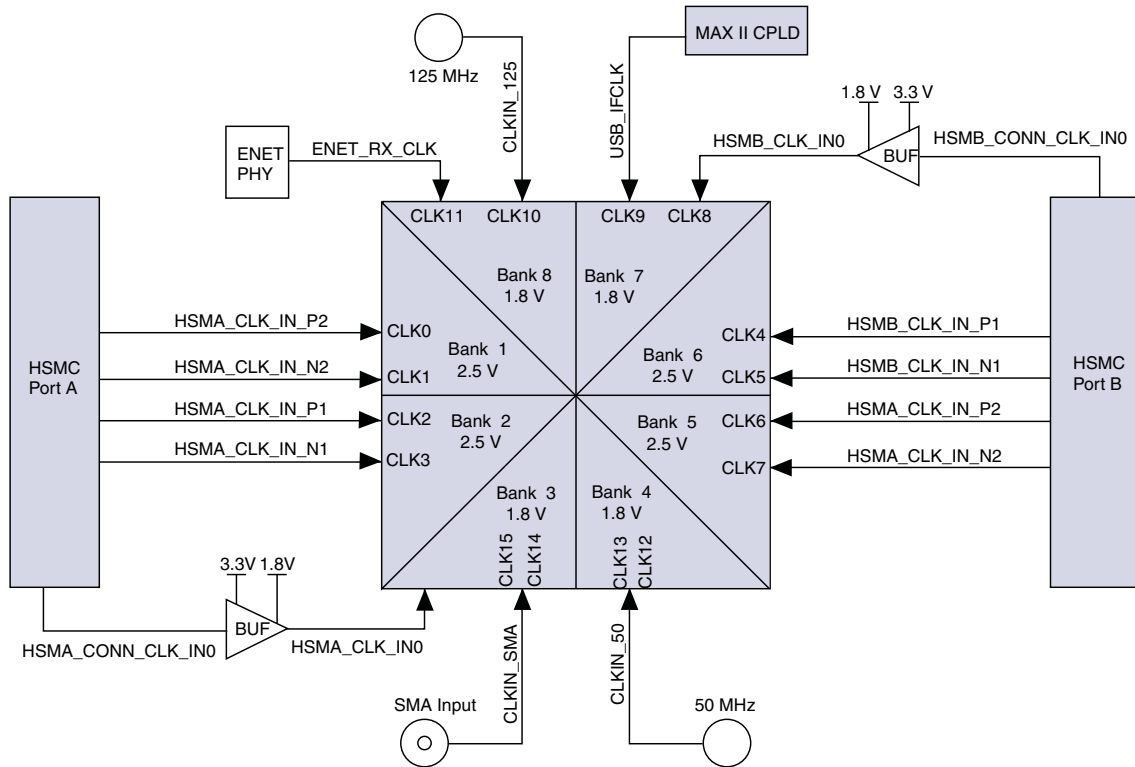 MAX II CPLD
125 MHz
CLKIN_125
USB_IFCLK
1.8 V
3.3 V
BUF
HSMB_CLK_IN0
HSMB_CONN_CLK_IN0
ENET
PHY
ENET_RX_CLK
CLK11
CLK10
CLK9
CLK8
Bank 8
1.8 V
Bank 7
1.8 V
HSMC
Port A
HSMA_CLK_IN_P2
HSMA_CLK_IN_N2
HSMA_CLK_IN_P1
HSMA_CLK_IN_N1
CLK0
CLK1
CLK2
CLK3
Bank 1
2.5 V
Bank 2
2.5 V
Bank 6
2.5 V
Bank 5
2.5 V
CLK4
CLK5
CLK6
CLK7
HSMB_CLK_IN_P1
HSMB_CLK_IN_N1
HSMA_CLK_IN_P2
HSMA_CLK_IN_N2
HSMC
Port B
Bank 3
1.8 V
Bank 4
1.8 V
CLK15
CLK14
CLK13
CLK12
3.3V
1.8V
BUF
HSMA_CONN_CLK_IN0
HSMA_CLK_IN0
CLKIN_SMA
CLKIN_50
SMA Input
50 MHz